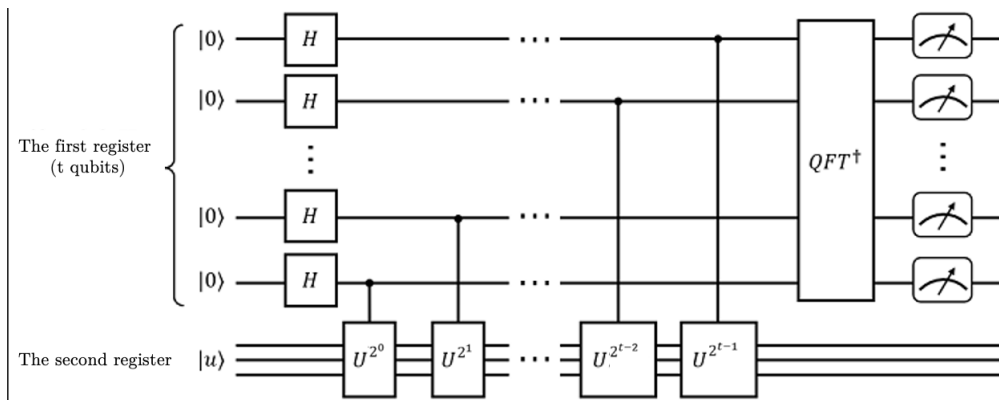 |0⟩ H ...
|0⟩ H ...
The first register
(t qubits)
⋮ QFT† ⋮
|0⟩ H ...
|0⟩ H ...
The second register |u⟩ U^{2^0} U^{2^1} ... U^{2^{t-2}} U^{2^{t-1}}